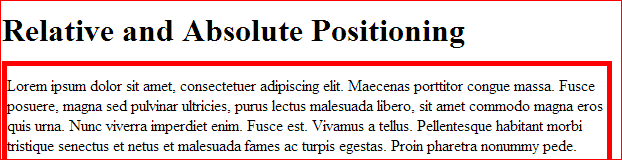 Relative and Absolute Positioning
Lorem ipsum dolor sit amet, consectetuer adipiscing elit. Maecenas porttitor congue massa. Fusce
posuere, magna sed pulvinar ultricies, purus lectus malesuada libero, sit amet commodo magna eros
quis urna. Nunc viverra imperdiet enim. Fusce est. Vivamus a tellus. Pellentesque habitant morbi
tristique senectus et netus et malesuada fames ac turpis egestas. Proin pharetra nonummy pede.